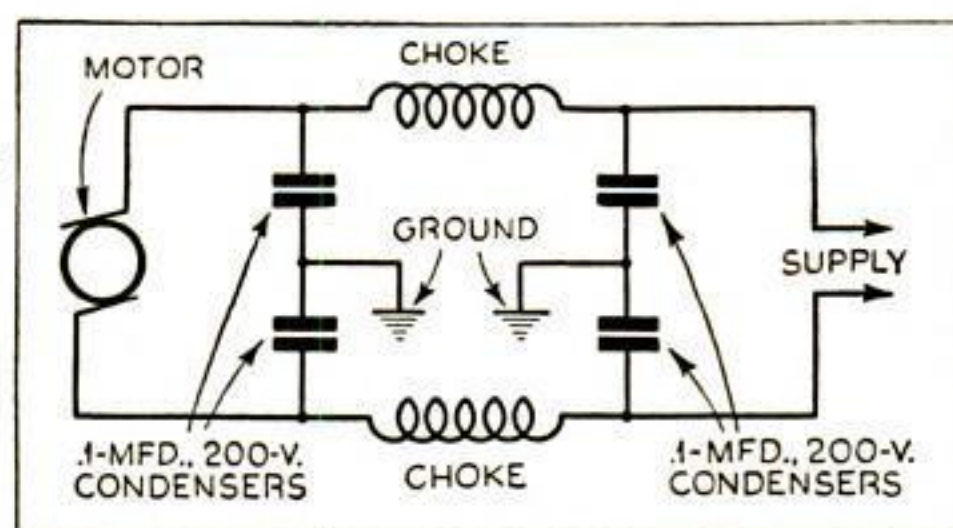 CHOKE
MOTOR
GROUND
SUPPLY
.1-MFD., 200-V.
CONDENSERS
CHOKE
.1-MFD., 200-V.
CONDENSERS